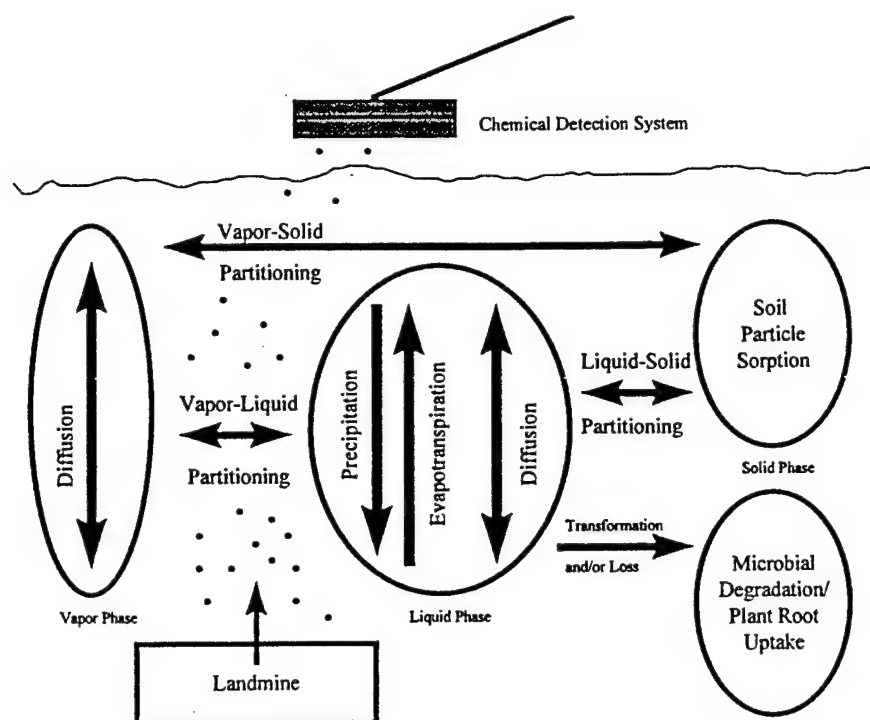 Chemical Detection System
Vapor-Solid
Partitioning
Soil
Particle
Sorption
Solid Phase
Liquid-Solid
Partitioning
Vapor-Liquid
Partitioning
Diffusion
Vapor Phase
Precipitation
Evapotranspiration
Diffusion
Liquid Phase
Transformation
and/or Loss
Microbial
Degradation/
Plant Root
Uptake
Landmine